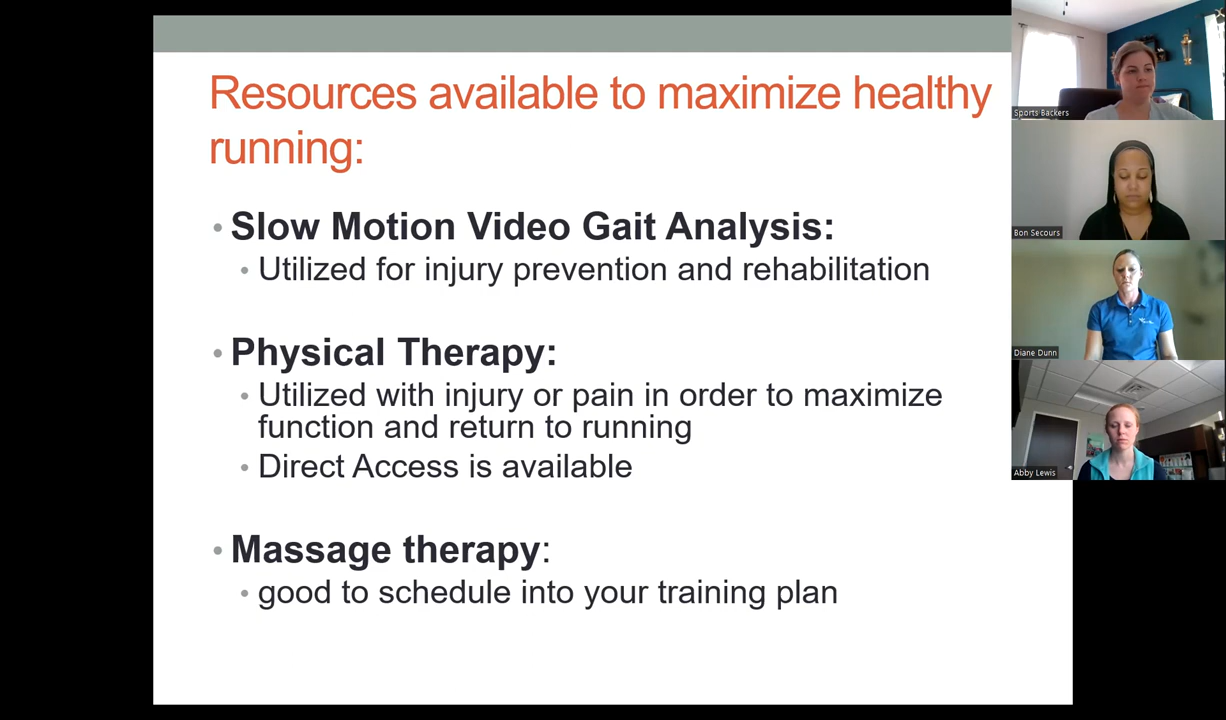 Resources available to maximize healthy
running:
• Slow Motion Video Gait Analysis:
• Utilized for injury prevention and rehabilitation
• Physical Therapy:
• Utilized with injury or pain in order to maximize
function and return to running
• Direct Access is available
• Massage therapy:
• good to schedule into your training plan
Sports Backers
Bon Secours
Diane Dunn
Abby Lewis